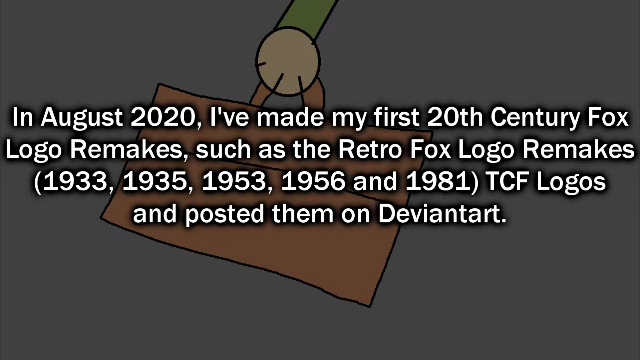 In August 2020, I've made my first 20th Century Fox
Logo Remakes, such as the Retro Fox Logo Remakes
(1933, 1935, 1953, 1956 and 1981) TCF Logos
and posted them on Deviantart.